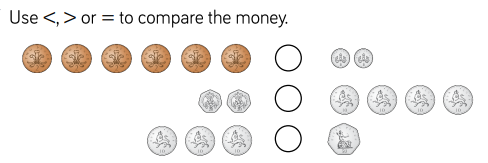 Use <, > or = to compare the money.